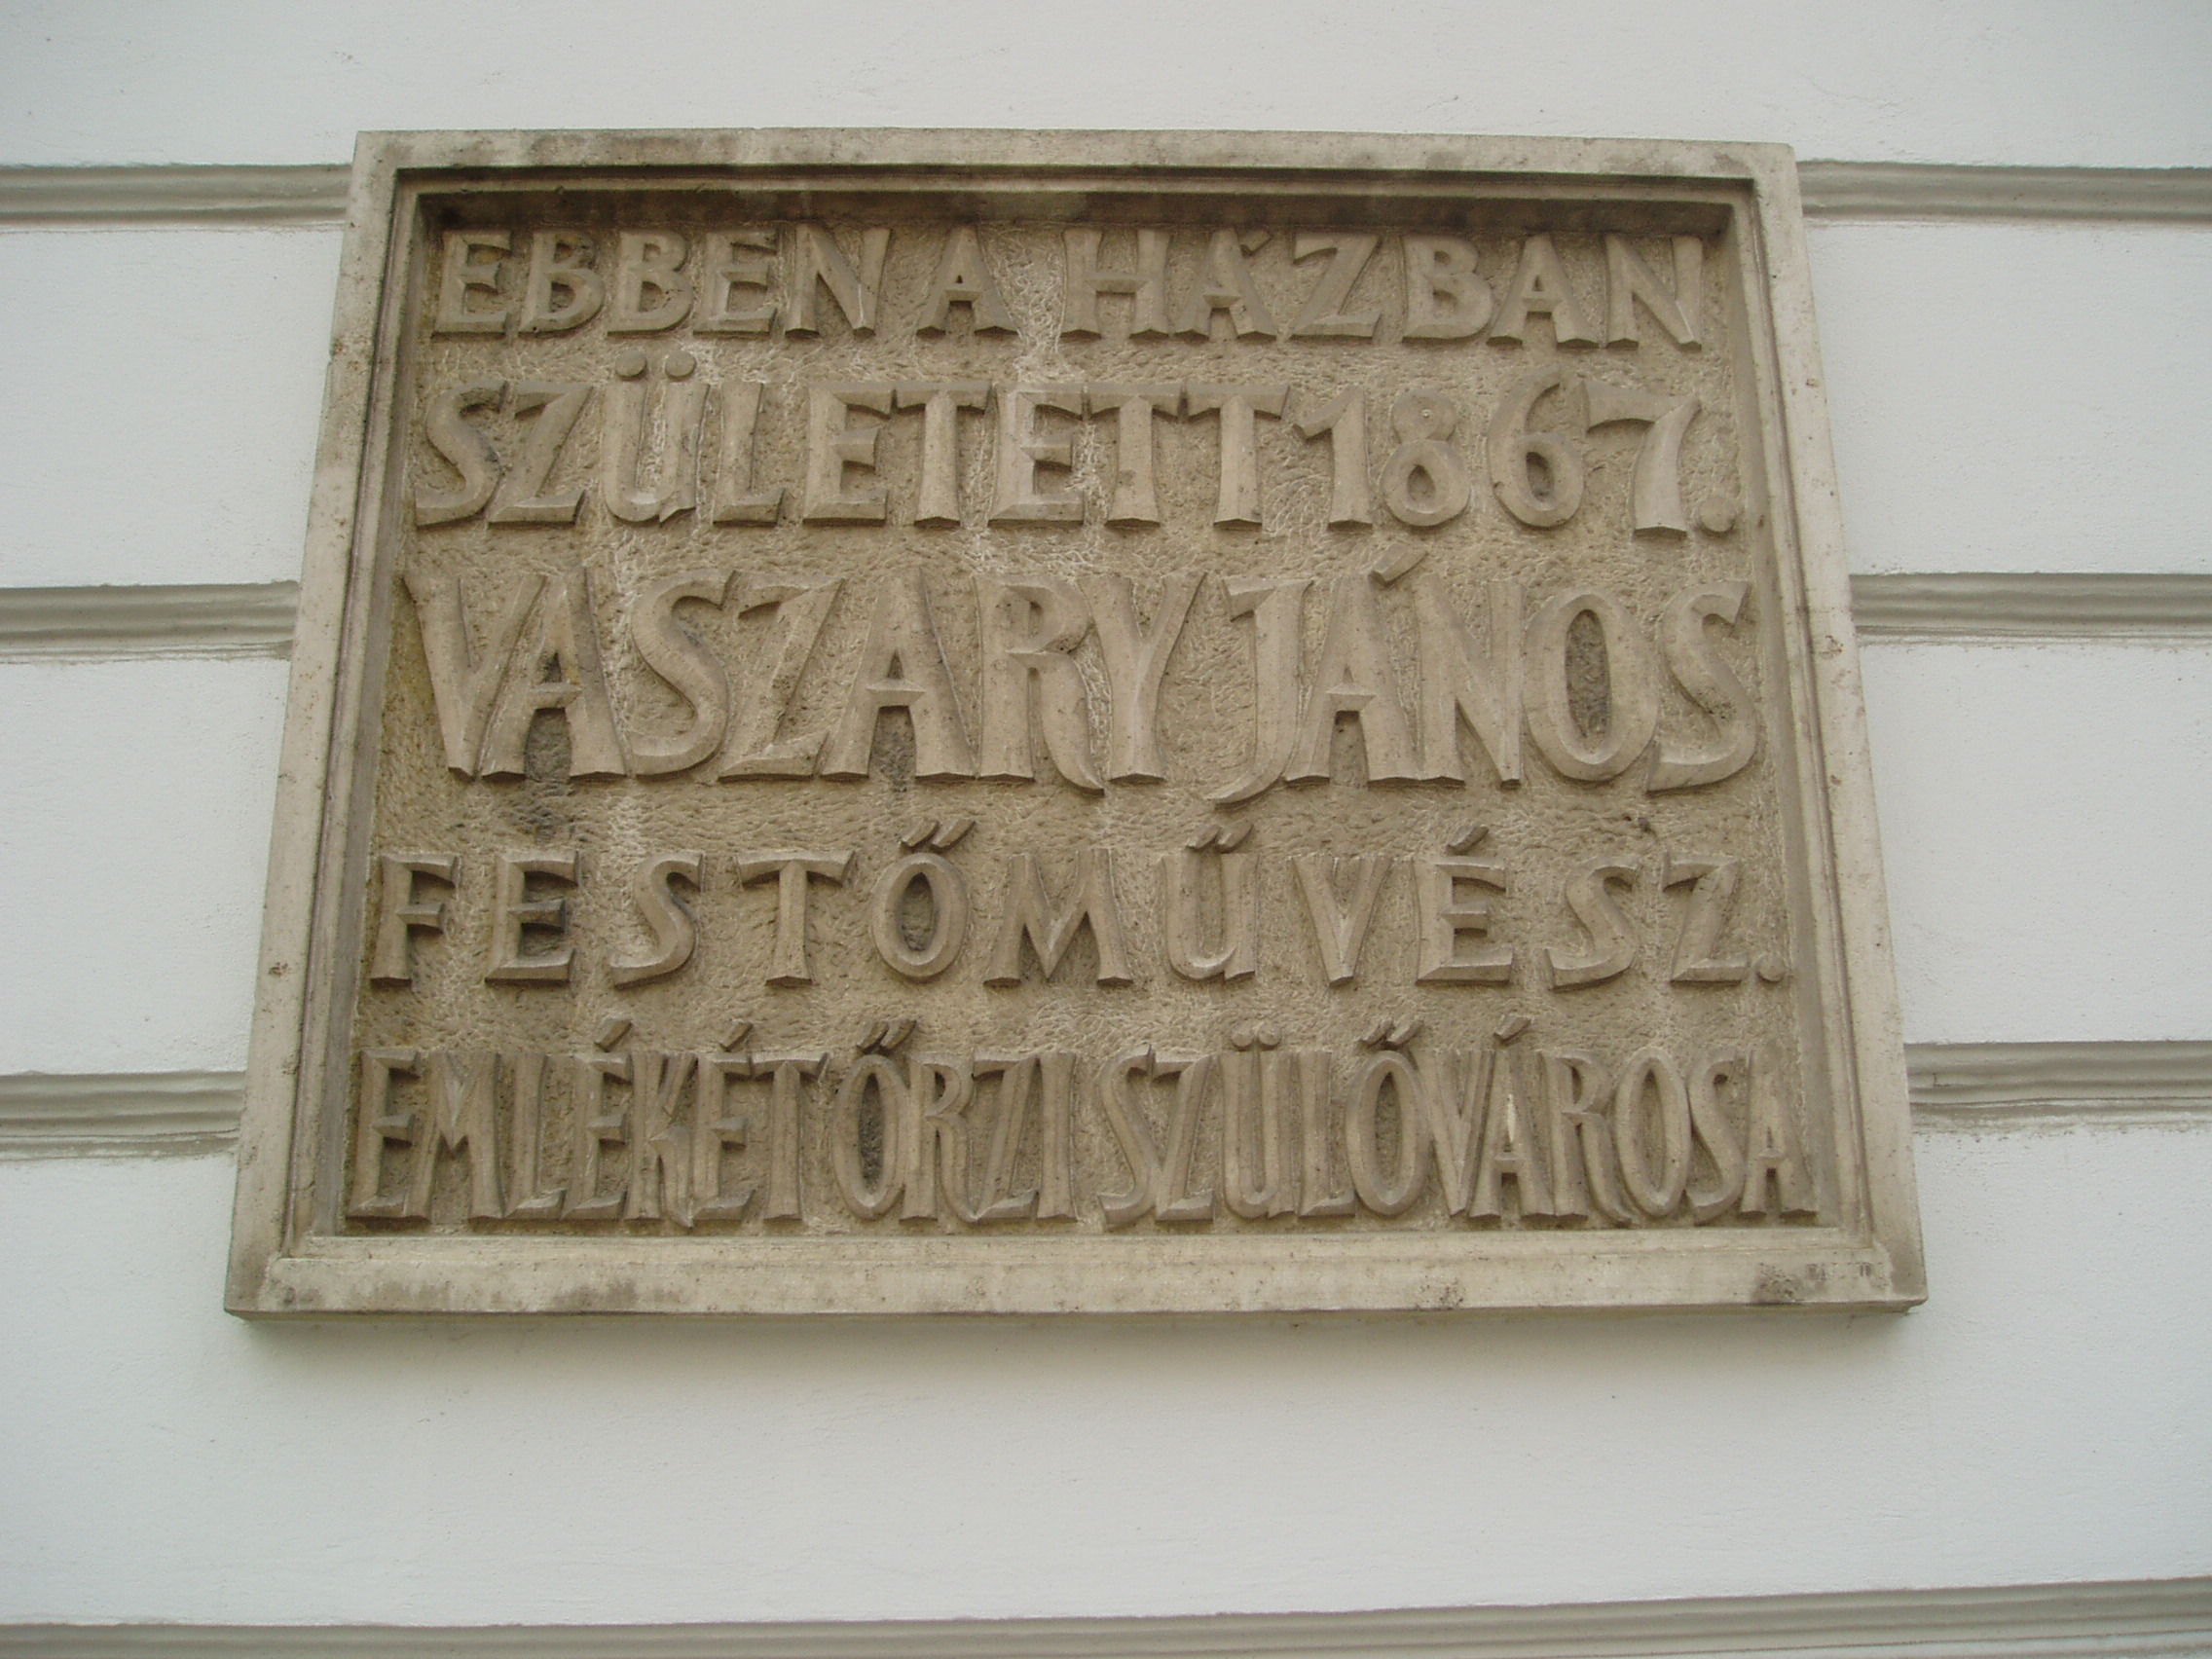 EBBEN A HÁZBAN
SZÜLETETT 1867.
VASZARY JÁNOS
FESTŐMŰVÉSZ.
EMLÉKÉT ŐRZI SZÜLŐVÁROSA